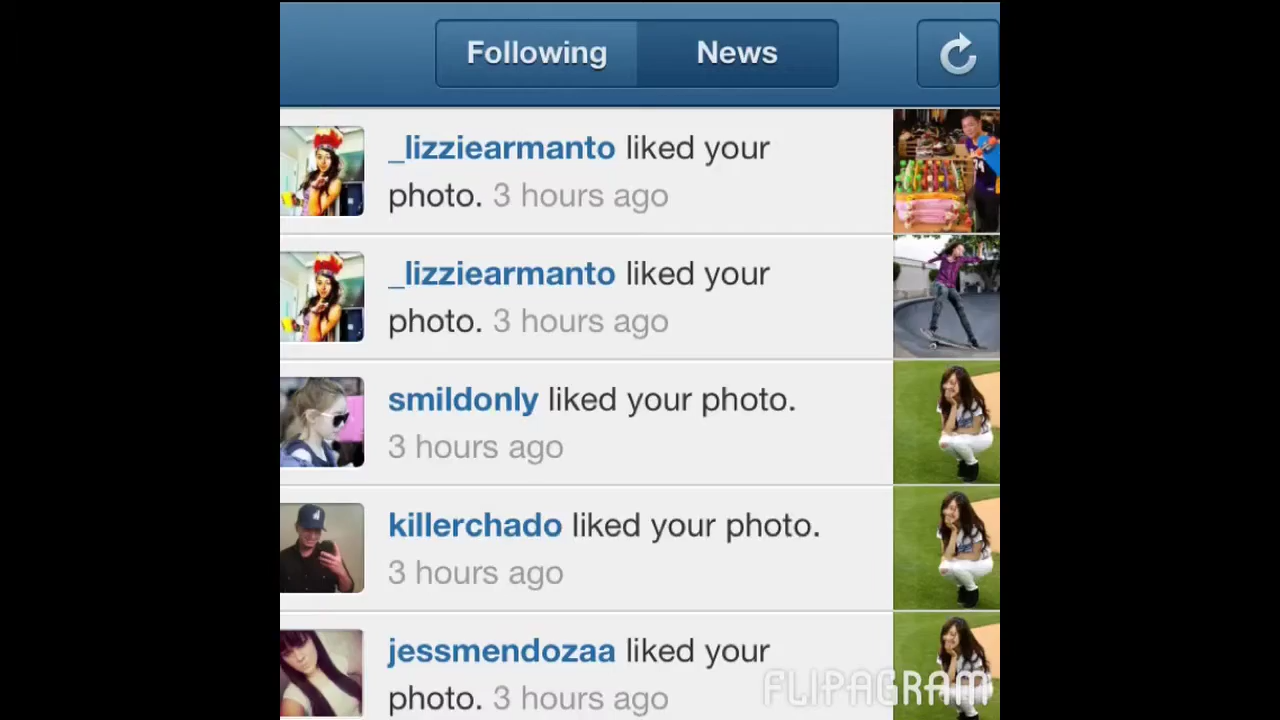 Following News
_lizziearmanto liked your
photo. 3 hours ago
_lizziearmanto liked your
photo. 3 hours ago
smildonly liked your photo.
3 hours ago
killerchado liked your photo.
3 hours ago
jessmendozaa liked your
photo. 3 hours ago
FLIPAGRAM